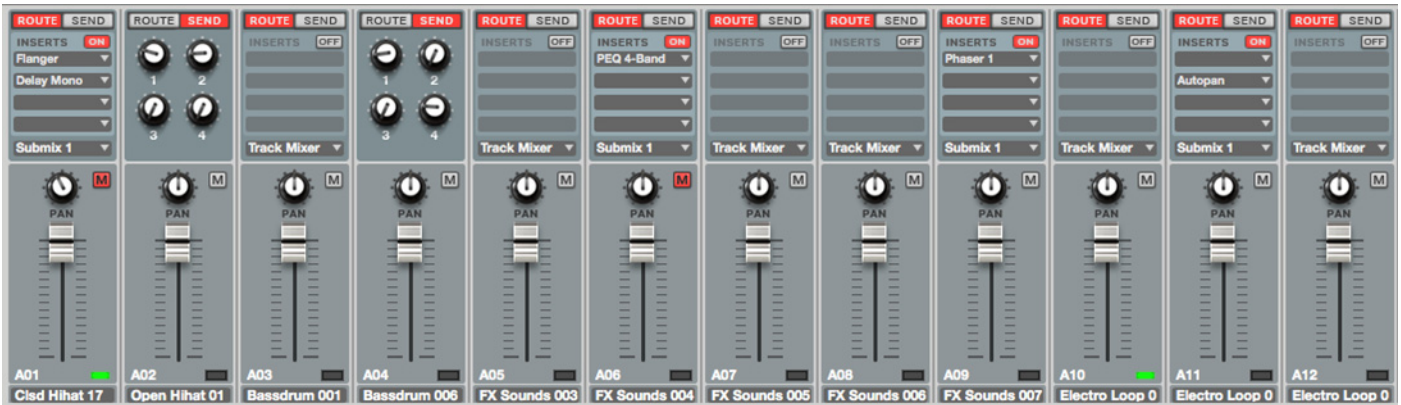 ROUTE SEND ROUTE SEND ROUTE SEND ROUTE SEND ROUTE SEND ROUTE SEND ROUTE SEND ROUTE SEND ROUTE SEND ROUTE SEND ROUTE SEND ROUTE SEND
INSERTS ON INSERTS OFF INSERTS OFF INSERTS ON INSERTS OFF INSERTS OFF INSERTS ON INSERTS OFF INSERTS ON INSERTS OFF
Flanger PEQ 4-Band Phaser 1
Delay Mono 1 2 1 2 Autopan
3 4 3 4
Submix 1 Track Mixer Track Mixer Submix 1 Track Mixer Track Mixer Submix 1 Track Mixer Submix 1 Track Mixer
M M M M M M M M M M M M
PAN PAN PAN PAN PAN PAN PAN PAN PAN PAN PAN PAN
A01 A02 A03 A04 A05 A06 A07 A08 A09 A10 A11 A12
Clsd Hihat 17 Open Hihat 01 Bassdrum 001 Bassdrum 006 FX Sounds 003 FX Sounds 004 FX Sounds 005 FX Sounds 006 FX Sounds 007 Electro Loop 0 Electro Loop 0 Electro Loop 0